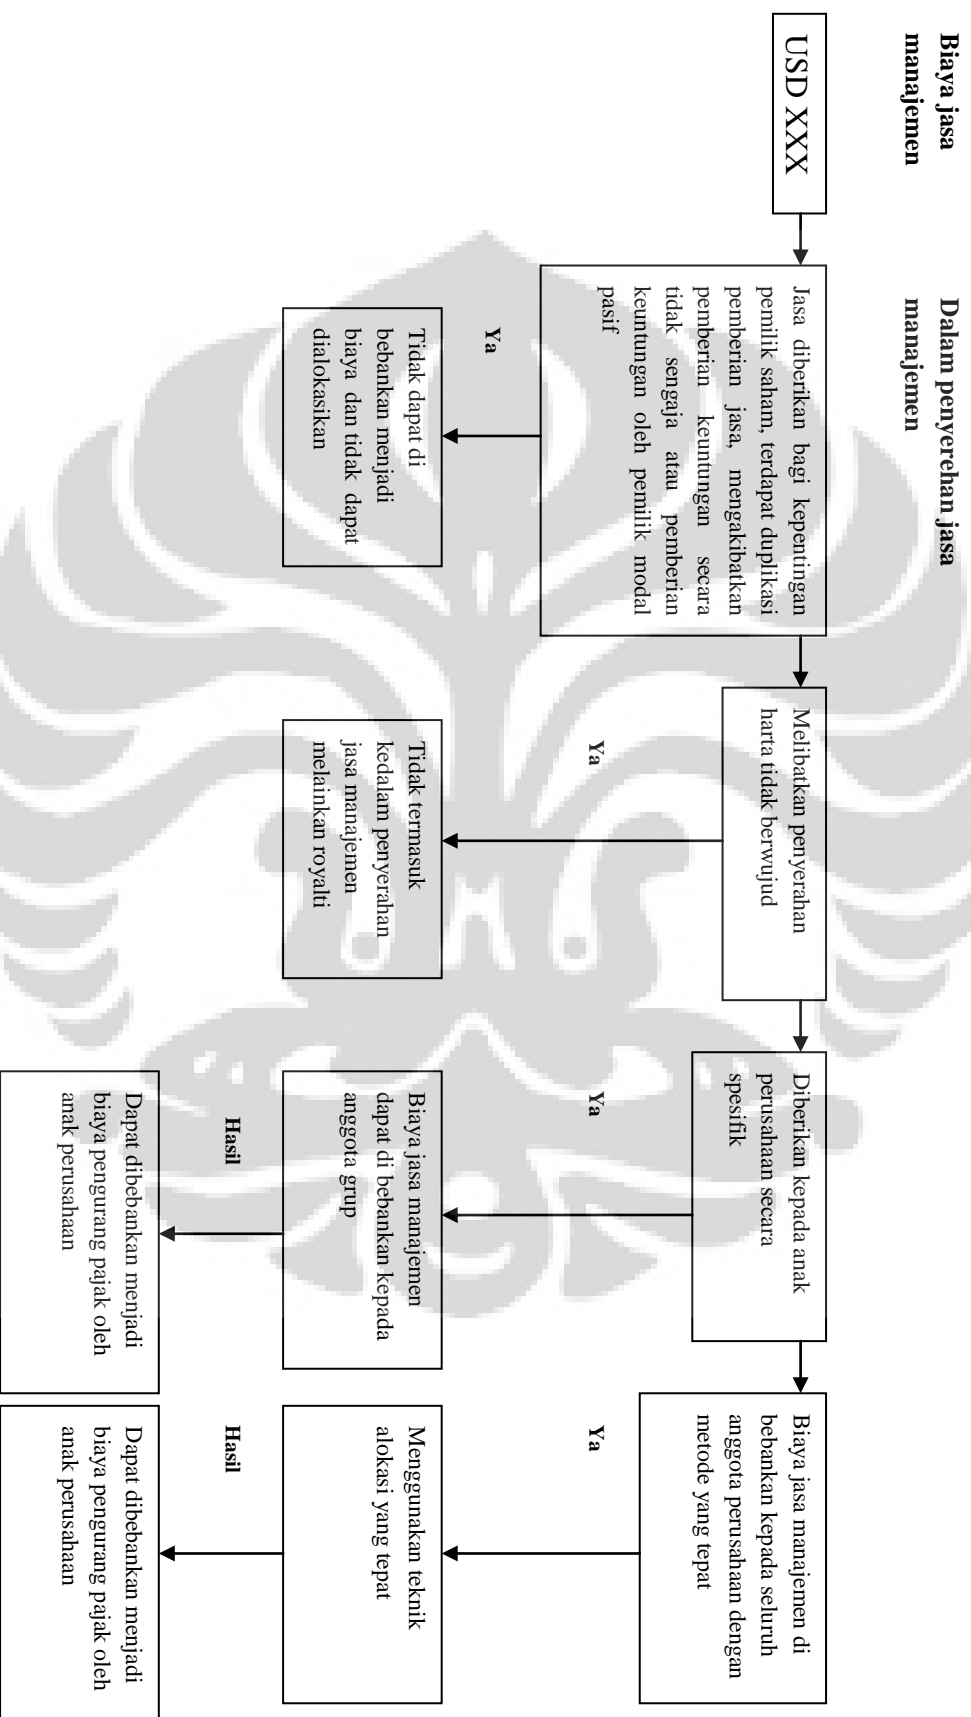 Biaya jasa
manajemen
Dalam penyerehan jasa
manajemen
USD XXX
Jasa diberikan bagi kepentingan
pemilik saham, terdapat duplikasi
pemberian jasa, mengakibatkan
pemberian keuntungan secara
tidak sengaja atau pemberian
keuntungan oleh pemilik modal
pasif
Ya
Tidak dapat di
bebankan menjadi
biaya dan tidak dapat
dialokasikan
Melibatkan penyerahan
harta tidak berwujud
Ya
Tidak termasuk
kedalam penyerahan
jasa manajemen
melainkan royalti
Diberikan kepada anak
perusahaan secara
spesifik
Ya
Biaya jasa manajemen
dapat di bebankan kepada
anggota grup
Hasil
Dapat dibebankan menjadi
biaya pengurang pajak oleh
anak perusahaan
Biaya jasa manajemen di
bebankan kepada seluruh
anggota perusahaan dengan
metode yang tepat
Ya
Menggunakan teknik
alokasi yang tepat
Hasil
Dapat dibebankan menjadi
biaya pengurang pajak oleh
anak perusahaan